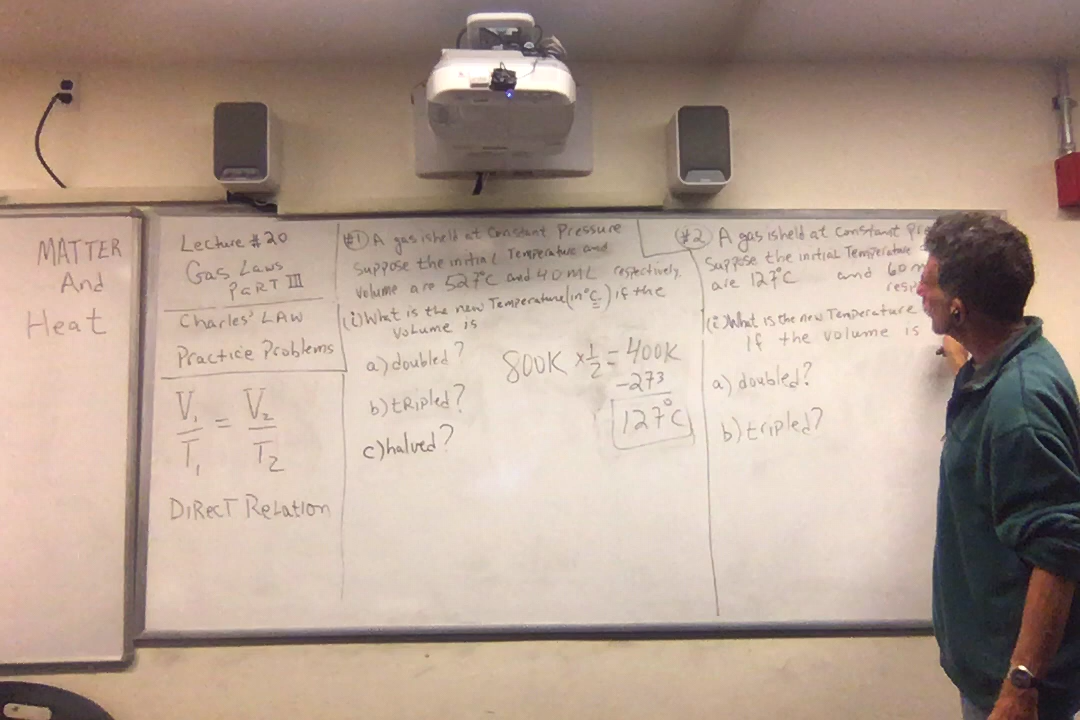 MATTER
And
Heat
Lecture #20
Gas Laws
PaRT III
Charles' LAW
Practice Problems
V₁ = V₂
T₁ T₂
DiRecT ReLation
#1 A gas is held at Constant Pressure
Suppose the initial Temperature and
Volume are 527°C and 40 mL respectively.
(i) What is the new Temperature (in °C) if the
volume is
a) doubled?
b) tRipled?
c) halved?
800K × 1/2 = 400K
-273
127°C
#2 A gas is held at constant
Suppose the initial Temperature
are 127°C and 60
(i) What is the new Temperature
If the volume is
a) doubled?
b) tripled?